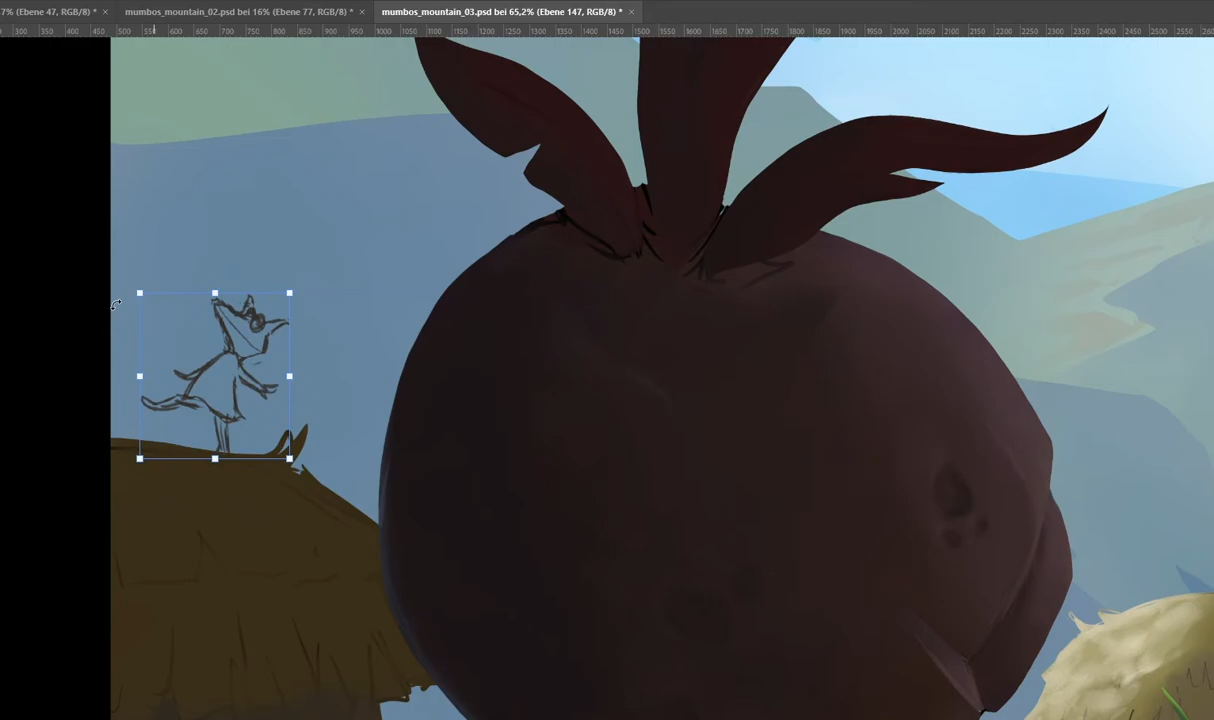 7% (Ebene 47, RGB/8) * × mumbos_mountain_02.psd bei 16% (Ebene 77, RGB/8) * × mumbos_mountain_03.psd bei 65,2% (Ebene 147, RGB/8) * ×
300 350 400 450 500 550 600 650 700 750 800 850 900 950 1000 1050 1100 1150 1200 1250 1300 1350 1400 1450 1500 1550 1600 1650 1700 1750 1800 1850 1900 1950 2000 2050 2100 2150 2200 2250 2300 2350 2400 2450 2500 2550